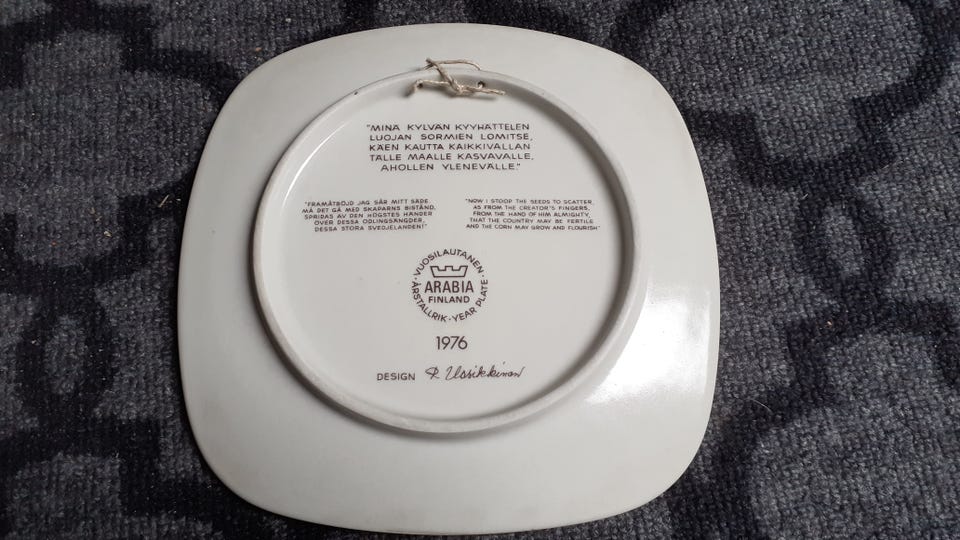 "MINÄ KYLVÄN KYYHÄTTELEN
LUOJAN SORMIEN LOMITSE,
KÄEN KAUTTA KAIKKIVALLAN
TÄLLE MAALLE KASVAVALLE,
AHOLLEN YLENEVÄLLE."
"FRAMÅTBÖJD JAG SÅR MITT SÄDE.
MÅ DET GÅ MED SKAPARNS BISTÅND,
SPRIDAS AV DEN HÖGSTES HÄNDER
ÖVER DESSA ODLINGSÄNGDER,
DESSA STORA SVEDJELANDEN!"
"NOW I STOOP THE SEEDS TO SCATTER,
AS FROM THE CREATOR'S FINGERS,
FROM THE HAND OF HIM ALMIGHTY,
THAT THE COUNTRY MAY BE FERTILE
AND THE CORN MAY GROW AND FLOURISH"
· VUOSILAUTANEN ·
ARABIA
FINLAND
ÅRSTALLRIK · YEAR PLATE
1976
DESIGN R. Uosikkinen